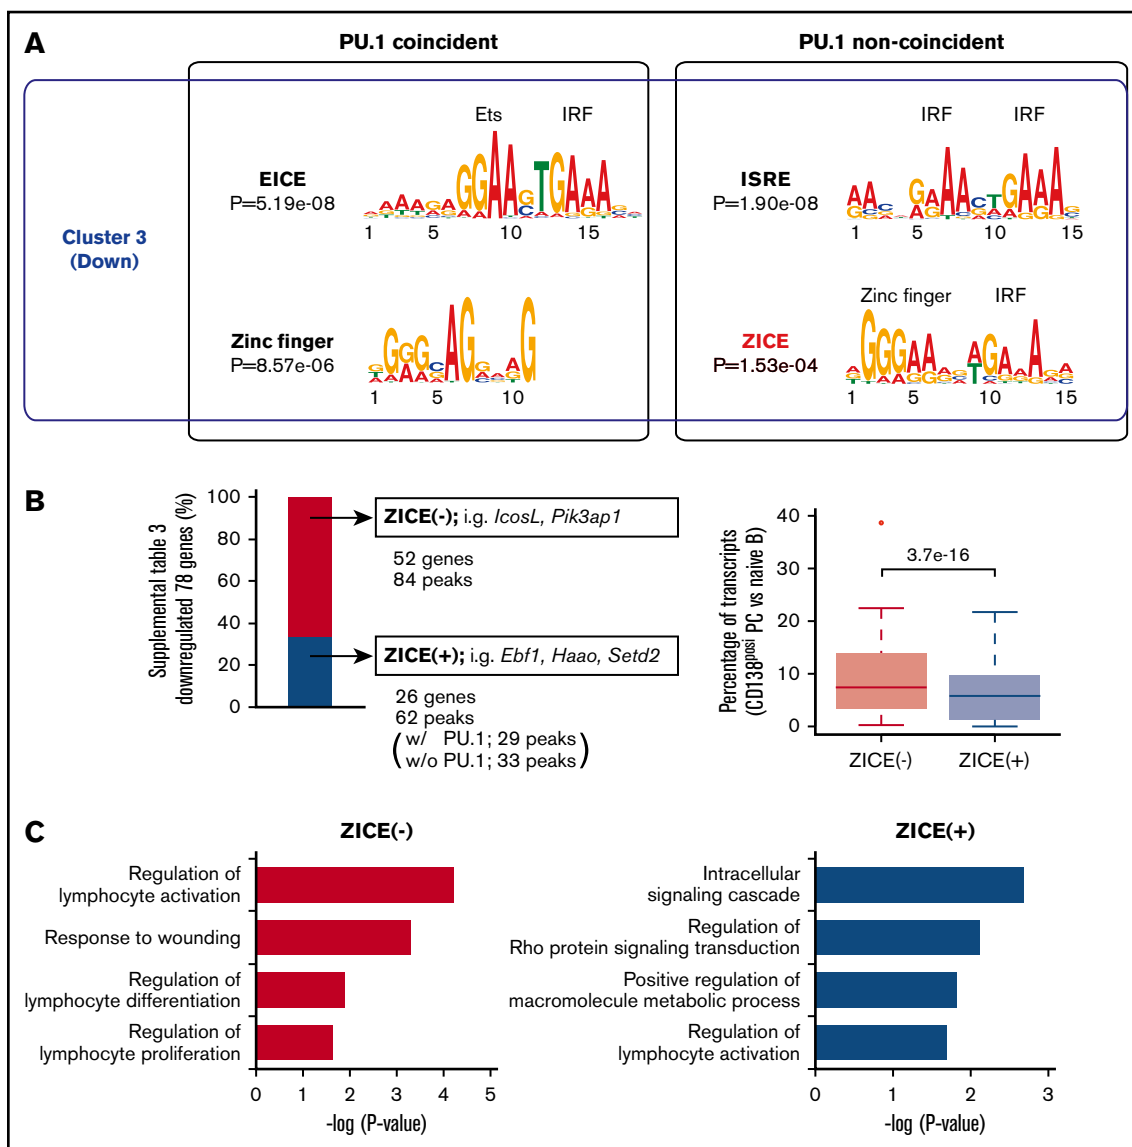 A
PU.1 coincident
PU.1 non-coincident
Cluster 3
(Down)
EICE
P=5.19e-08
Ets
IRF
1 5 10 15
ISRE
P=1.90e-08
IRF
IRF
1 5 10 15
Zinc finger
P=8.57e-06
1 5 10
ZICE
P=1.53e-04
Zinc finger
IRF
1 5 10 15
B
Supplemental table 3
downregulated 78 genes (%)
100
80
60
40
20
0
ZICE(-); i.g. IcosL, Pik3ap1
52 genes
84 peaks
ZICE(+); i.g. Ebf1, Haao, Setd2
26 genes
62 peaks
(w/ PU.1; 29 peaks
w/o PU.1; 33 peaks)
Percentage of transcripts
(CD138posi PC vs naive B)
40
30
20
10
0
3.7e-16
ZICE(-)
ZICE(+)
C
ZICE(-)
Regulation of
lymphocyte activation
Response to wounding
Regulation of
lymphocyte differentiation
Regulation of
lymphocyte proliferation
0 1 2 3 4 5
-log (P-value)
ZICE(+)
Intracellular
signaling cascade
Regulation of
Rho protein signaling transduction
Positive regulation of
macromolecule metabolic process
Regulation of
lymphocyte activation
0 1 2 3
-log (P-value)